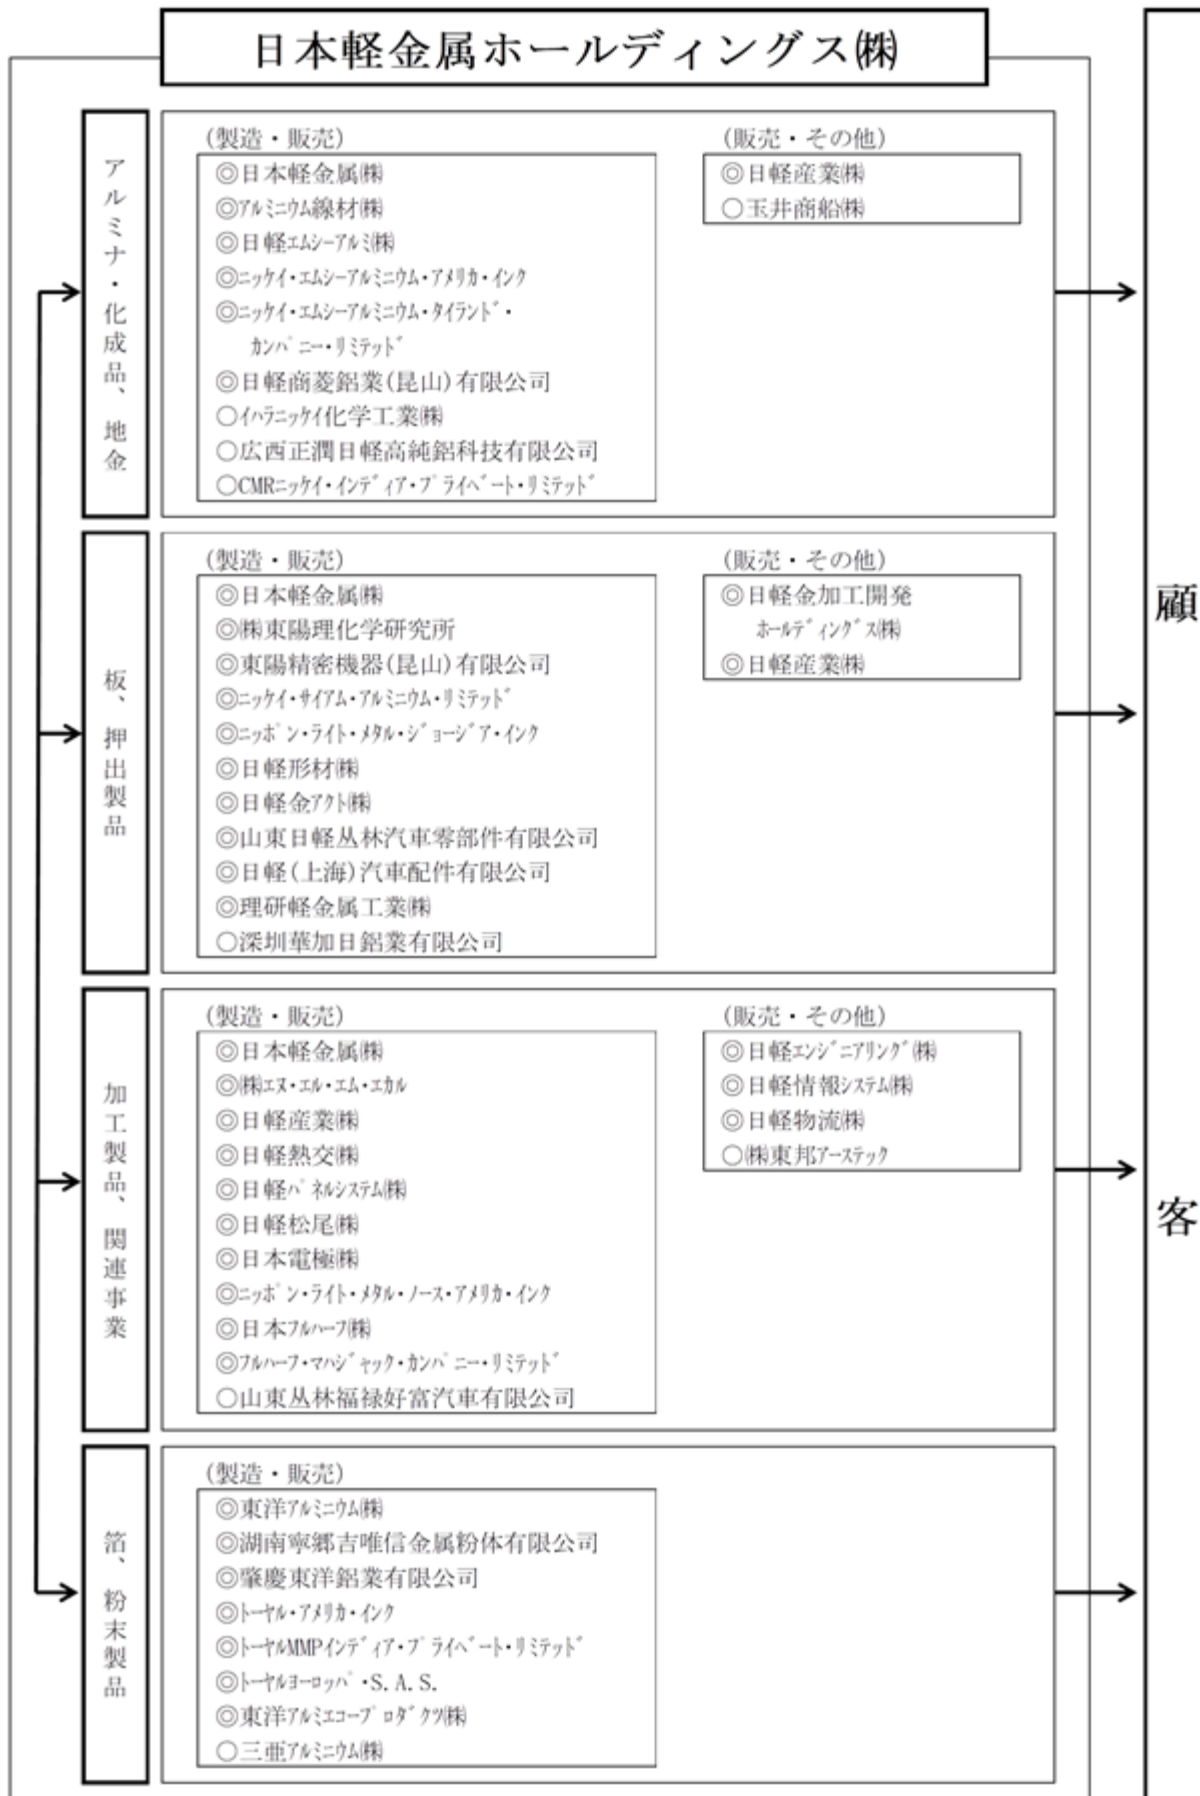 日本軽金属ホールディングス㈱
アルミナ・化成品、地金
(製造・販売)
◎日本軽金属㈱
◎ｱﾙﾐﾆｳﾑ線材㈱
◎日軽ｴﾑｼｰｱﾙﾐ㈱
◎ﾆｯｹｲ・ｴﾑｼｰｱﾙﾐﾆｳﾑ・ｱﾒﾘｶ・ｲﾝｸ
◎ﾆｯｹｲ・ｴﾑｼｰｱﾙﾐﾆｳﾑ・ﾀｲﾗﾝﾄﾞ・
ｶﾝﾊﾟﾆｰ・ﾘﾐﾃｯﾄﾞ
◎日軽商菱鋁業(昆山)有限公司
○ｲﾊﾗﾆｯｹｲ化学工業㈱
○広西正潤日軽高純鋁科技有限公司
○CMRﾆｯｹｲ・ｲﾝﾃﾞｨｱ・ﾌﾟﾗｲﾍﾞｰﾄ・ﾘﾐﾃｯﾄﾞ
(販売・その他)
◎日軽産業㈱
○玉井商船㈱
板、押出製品
(製造・販売)
◎日本軽金属㈱
◎㈱東陽理化学研究所
◎東陽精密機器(昆山)有限公司
◎ﾆｯｹｲ・ｻｲｱﾑ・ｱﾙﾐﾆｳﾑ・ﾘﾐﾃｯﾄﾞ
◎ﾆｯﾎﾟﾝ・ﾗｲﾄ・ﾒﾀﾙ・ｼﾞｮｰｼﾞｱ・ｲﾝｸ
◎日軽形材㈱
◎日軽金ｱｸﾄ㈱
◎山東日軽丛林汽車零部件有限公司
◎日軽(上海)汽車配件有限公司
◎理研軽金属工業㈱
○深圳華加日鋁業有限公司
(販売・その他)
◎日軽金加工開発
ﾎｰﾙﾃﾞｨﾝｸﾞｽ㈱
◎日軽産業㈱
加工製品、関連事業
(製造・販売)
◎日本軽金属㈱
◎㈱ｴﾇ・ｴﾙ・ｴﾑ・ｴｶﾙ
◎日軽産業㈱
◎日軽熱交㈱
◎日軽ﾊﾟﾈﾙｼｽﾃﾑ㈱
◎日軽松尾㈱
◎日本電極㈱
◎ﾆｯﾎﾟﾝ・ﾗｲﾄ・ﾒﾀﾙ・ﾉｰｽ・ｱﾒﾘｶ・ｲﾝｸ
◎日本ﾌﾙﾊｰﾌ㈱
◎ﾌﾙﾊｰﾌ・ﾏﾊｼﾞｬｯｸ・ｶﾝﾊﾟﾆｰ・ﾘﾐﾃｯﾄﾞ
○山東丛林福禄好富汽車有限公司
(販売・その他)
◎日軽ｴﾝｼﾞﾆｱﾘﾝｸﾞ㈱
◎日軽情報ｼｽﾃﾑ㈱
◎日軽物流㈱
○㈱東邦ｱｰｽﾃｯｸ
箔、粉末製品
(製造・販売)
◎東洋ｱﾙﾐﾆｳﾑ㈱
◎湖南寧郷吉唯信金属粉体有限公司
◎肇慶東洋鋁業有限公司
◎ﾄｰﾔﾙ・ｱﾒﾘｶ・ｲﾝｸ
◎ﾄｰﾔﾙMMPｲﾝﾃﾞｨｱ・ﾌﾟﾗｲﾍﾞｰﾄ・ﾘﾐﾃｯﾄﾞ
◎ﾄｰﾔﾙﾖｰﾛｯﾊﾟ・S.A.S.
◎東洋ｱﾙﾐｴｺｰﾌﾟﾛﾀﾞｸﾂ㈱
○三亜ｱﾙﾐﾆｳﾑ㈱
顧客